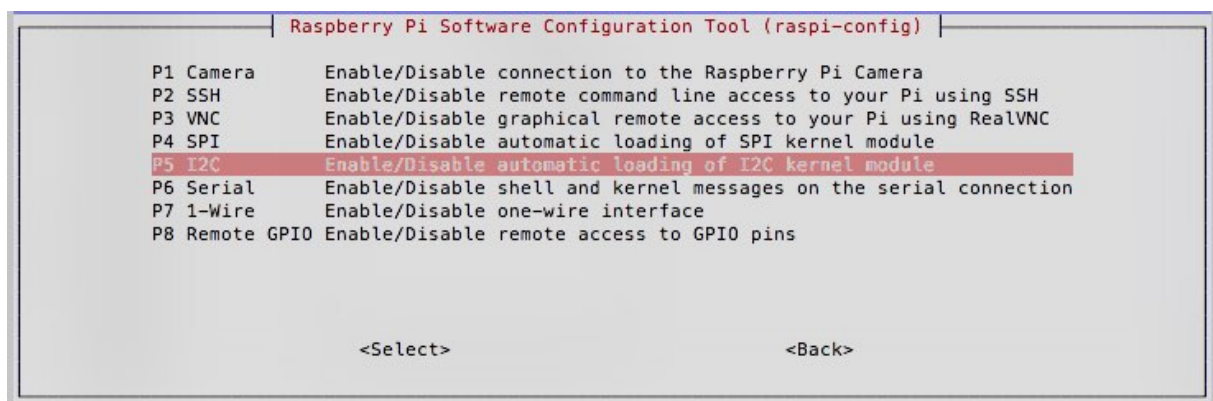 Raspberry Pi Software Configuration Tool (raspi-config)
P1 Camera Enable/Disable connection to the Raspberry Pi Camera
P2 SSH Enable/Disable remote command line access to your Pi using SSH
P3 VNC Enable/Disable graphical remote access to your Pi using RealVNC
P4 SPI Enable/Disable automatic loading of SPI kernel module
P5 I2C Enable/Disable automatic loading of I2C kernel module
P6 Serial Enable/Disable shell and kernel messages on the serial connection
P7 1-Wire Enable/Disable one-wire interface
P8 Remote GPIO Enable/Disable remote access to GPIO pins
<Select> <Back>